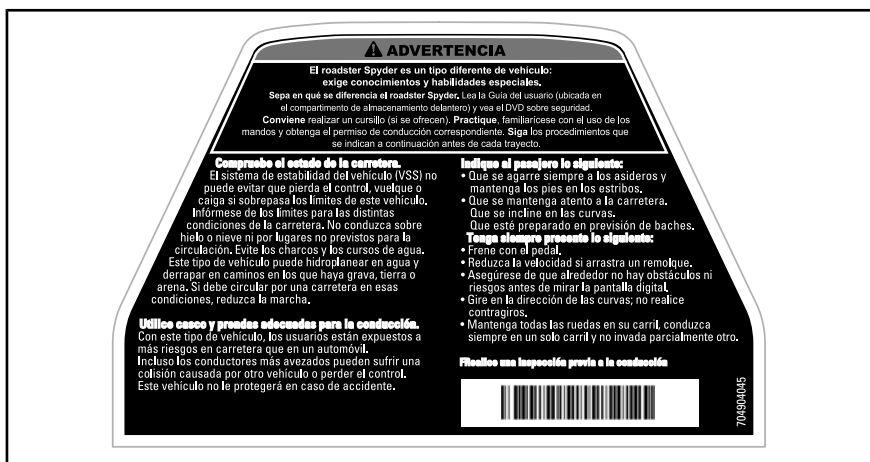 ADVERTENCIA
El roadster Spyder es un tipo diferente de vehículo:
exige conocimientos y habilidades especiales.
Sepa en qué se diferencia el roadster Spyder. Lea la Guía del usuario (ubicada en
el compartimento de almacenamiento delantero) y vea el DVD sobre seguridad.
Conviene realizar un cursillo (si se ofrecen). Practique, familiarícese con el uso de los
mandos y obtenga el permiso de conducción correspondiente. Siga los procedimientos que
se indican a continuación antes de cada trayecto.
Compruebe el estado de la carretera.
El sistema de estabilidad del vehículo (VSS) no
puede evitar que pierda el control, vuelque o
caiga si sobrepasa los límites de este vehículo.
Infórmese de los límites para las distintas
condiciones de la carretera. No conduzca sobre
hielo o nieve ni por lugares no previstos para la
circulación. Evite los charcos y los cursos de agua.
Este tipo de vehículo puede hidroplanear en agua y
derrapar en caminos en los que haya grava, tierra o
arena. Si debe circular por una carretera en esas
condiciones, reduzca la marcha.
Utilice casco y prendas adecuadas para la conducción.
Con este tipo de vehículo, los usuarios están expuestos a
más riesgos en carretera que en un automóvil.
Incluso los conductores más avezados pueden sufrir una
colisión causada por otro vehículo o perder el control.
Este vehículo no le protegerá en caso de accidente.
Indique al pasajero lo siguiente:
• Que se agarre siempre a los asideros y
mantenga los pies en los estribos.
• Que se mantenga atento a la carretera.
Que se incline en las curvas.
Que esté preparado en previsión de baches.
Tenga siempre presente lo siguiente:
• Frene con el pedal.
• Reduzca la velocidad si arrastra un remolque.
• Asegúrese de que alrededor no hay obstáculos ni
riesgos antes de mirar la pantalla digital.
• Gire en la dirección de las curvas; no realice
contragiros.
• Mantenga todas las ruedas en su carril, conduzca
siempre en un solo carril y no invada parcialmente otro.
FRealice una inspección previa a la conducción
704904045